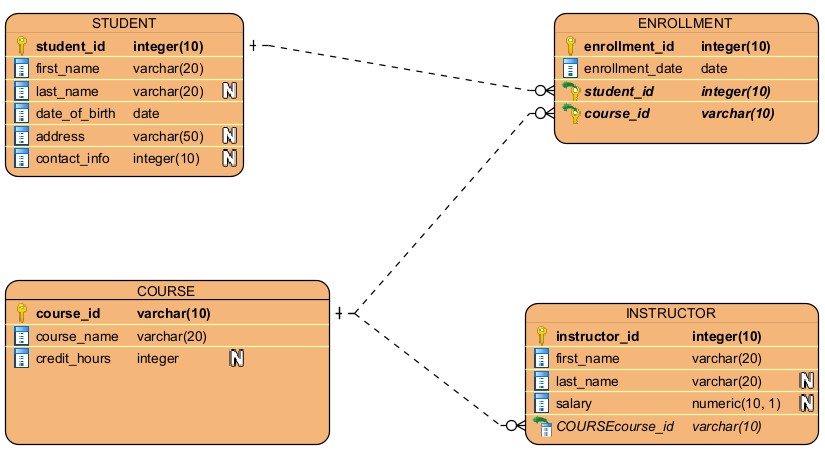 STUDENT
student_id integer(10)
first_name varchar(20)
last_name varchar(20) N
date_of_birth date
address varchar(50) N
contact_info integer(10) N
ENROLLMENT
enrollment_id integer(10)
enrollment_date date
student_id integer(10)
course_id varchar(10)
COURSE
course_id varchar(10)
course_name varchar(20)
credit_hours integer N
INSTRUCTOR
instructor_id integer(10)
first_name varchar(20)
last_name varchar(20) N
salary numeric(10, 1) N
COURSEcourse_id varchar(10)